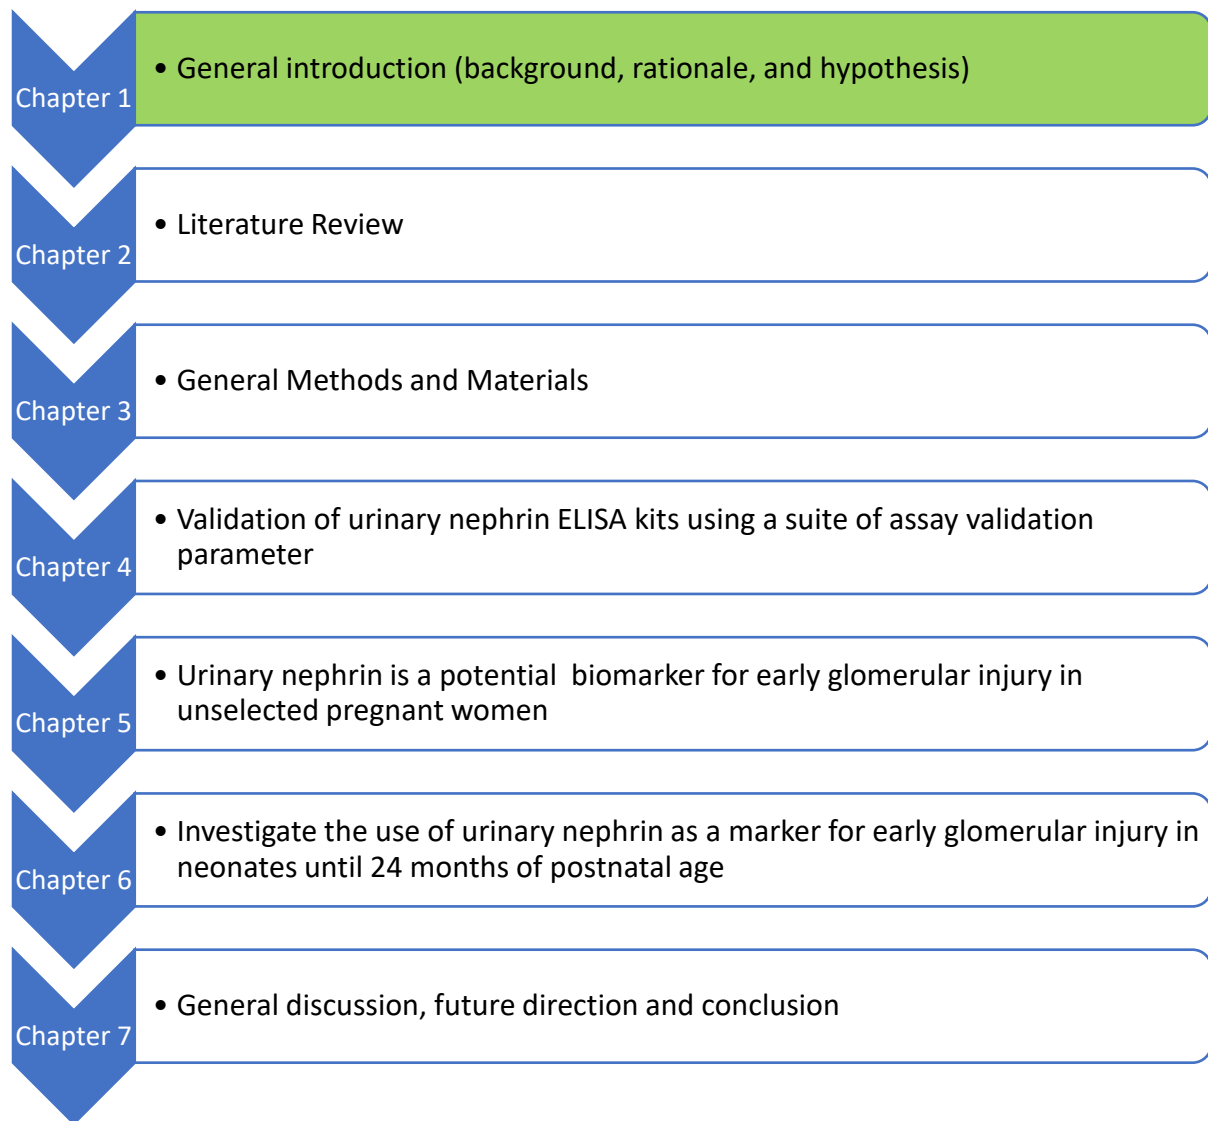 Chapter 1
• General introduction (background, rationale, and hypothesis)
Chapter 2
• Literature Review
Chapter 3
• General Methods and Materials
Chapter 4
• Validation of urinary nephrin ELISA kits using a suite of assay validation
parameter
Chapter 5
• Urinary nephrin is a potential  biomarker for early glomerular injury in
unselected pregnant women
Chapter 6
• Investigate the use of urinary nephrin as a marker for early glomerular injury in
neonates until 24 months of postnatal age
Chapter 7
• General discussion, future direction and conclusion